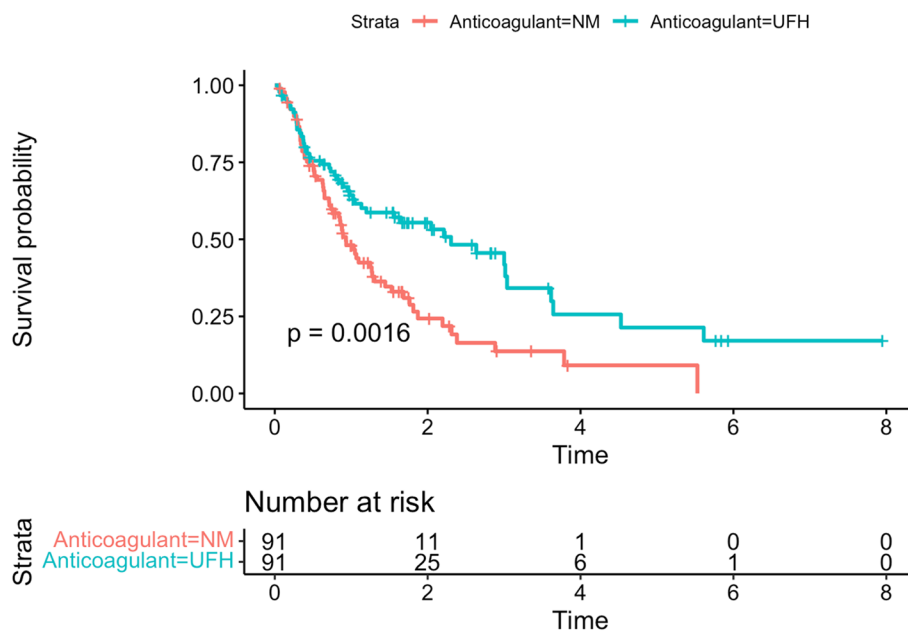 Strata Anticoagulant=NM Anticoagulant=UFH
Survival probability
1.00
0.75
0.50
0.25
0.00
p = 0.0016
0 2 4 6 8
Time
Number at risk
Strata
Anticoagulant=NM 91 11 1 0 0
Anticoagulant=UFH 91 25 6 1 0
0 2 4 6 8
Time